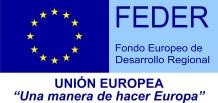 FEDER
Fondo Europeo de
Desarrollo Regional
UNIÓN EUROPEA
“Una manera de hacer Europa”